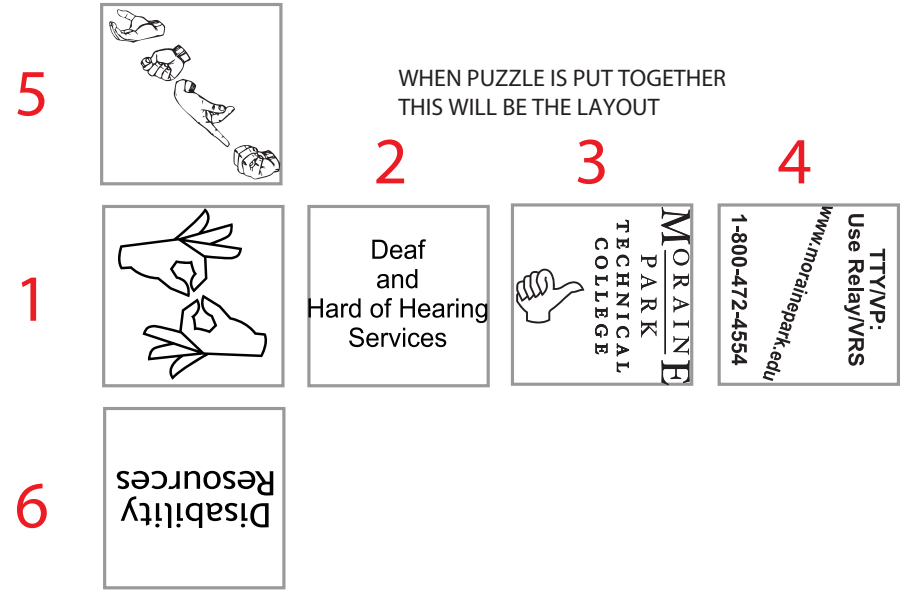 5
WHEN PUZZLE IS PUT TOGETHER
THIS WILL BE THE LAYOUT
2
3
4
1
Deaf
and
Hard of Hearing
Services
MORAINE
PARK
TECHNICAL
COLLEGE
TTY/VP:
Use Relay/VRS
www.morainepark.edu
1-800-472-4554
6
Disability
Resources